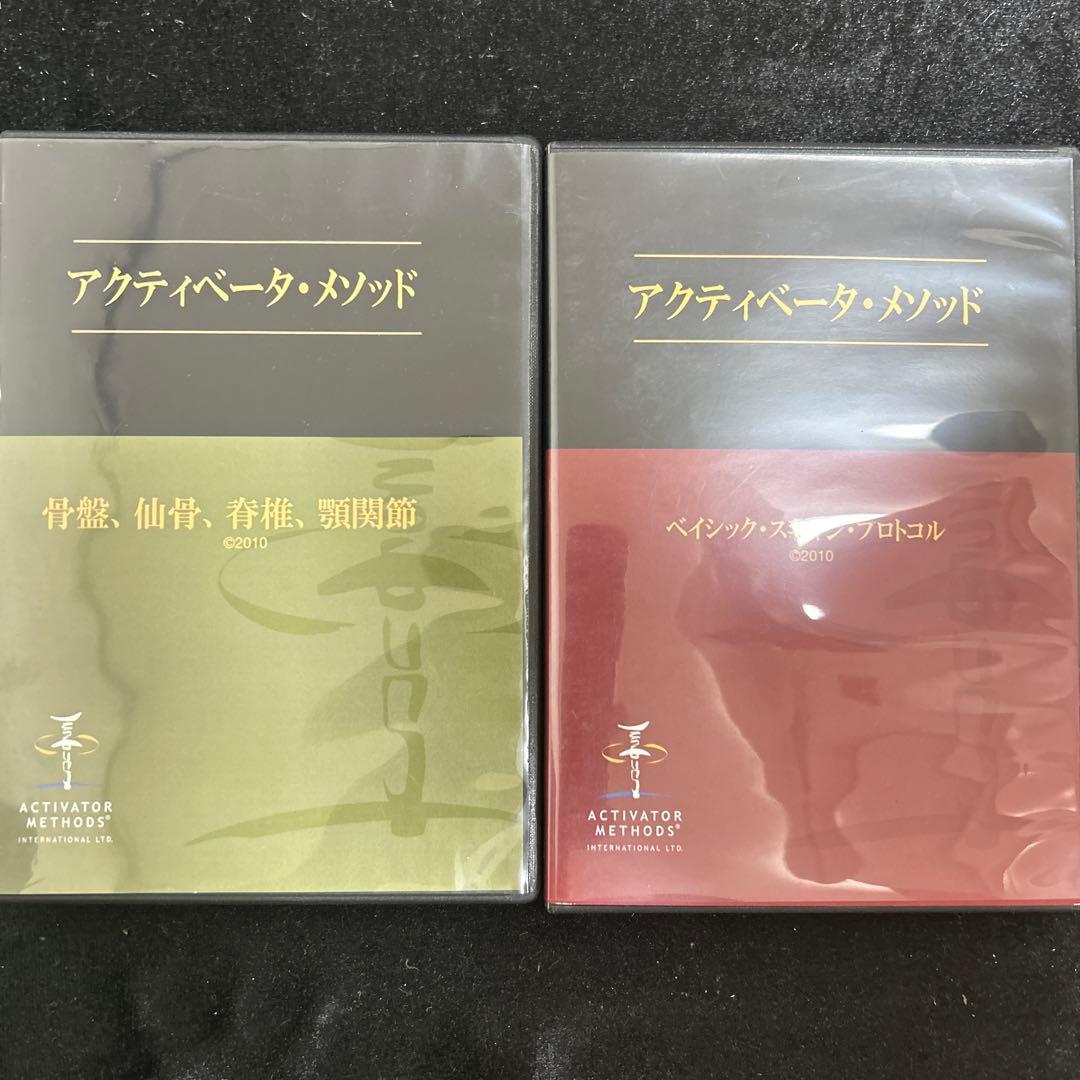 アクティベータ・メソッド
骨盤、仙骨、脊椎、顎関節
©2010
ACTIVATOR
METHODS®
INTERNATIONAL LTD.
アクティベータ・メソッド
ベイシック・スキャン・プロトコル
©2010
ACTIVATOR
METHODS®
INTERNATIONAL LTD.